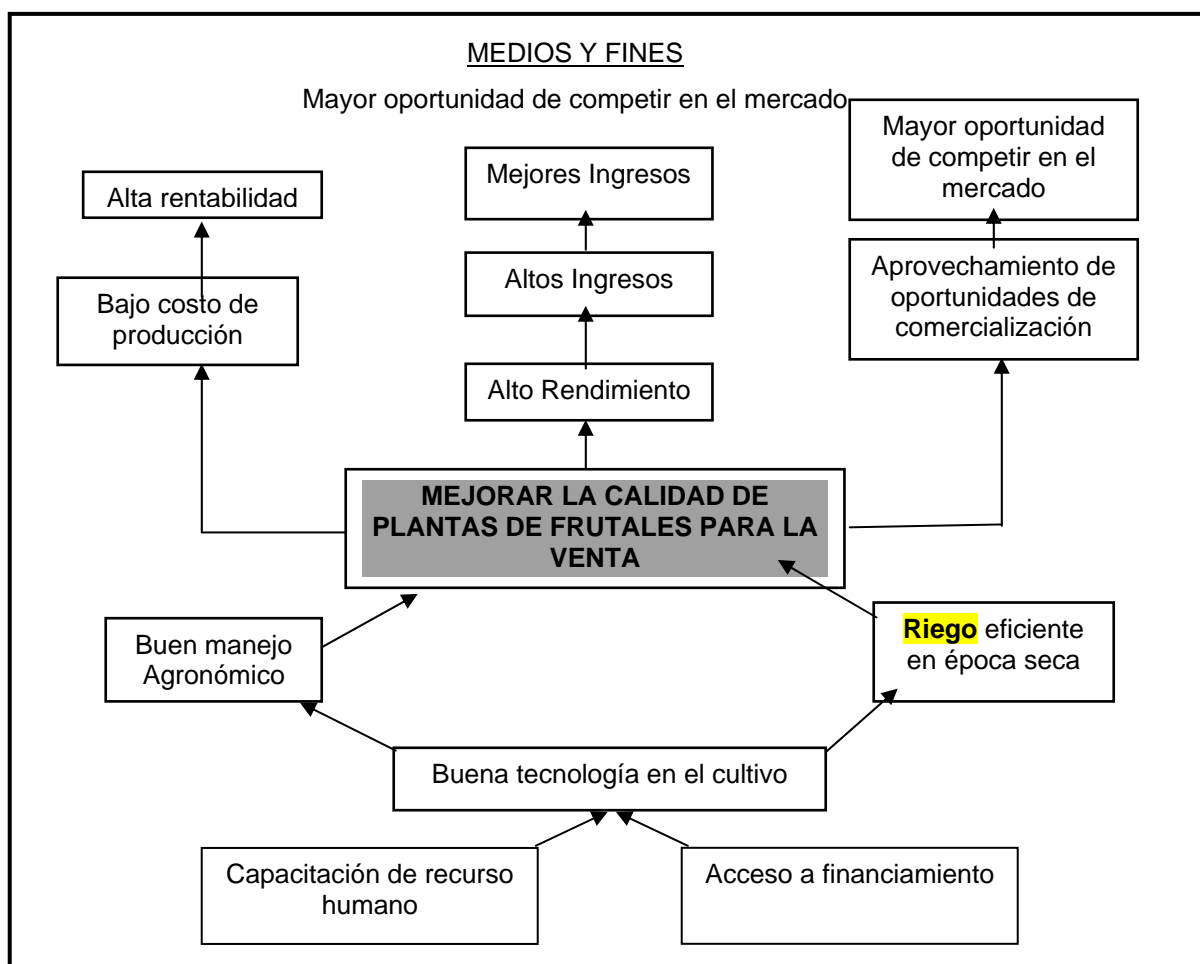 MEDIOS Y FINES
Mayor oportunidad de competir en el mercado
Mayor oportunidad
de competir en el
mercado
Mejores Ingresos
Alta rentabilidad
Altos Ingresos
Aprovechamiento de
oportunidades de
comercialización
Bajo costo de
producción
Alto Rendimiento
MEJORAR LA CALIDAD DE
PLANTAS DE FRUTALES PARA LA
VENTA
Buen manejo
Agronómico
Riego eficiente
en época seca
Buena tecnología en el cultivo
Capacitación de recurso
humano
Acceso a financiamiento